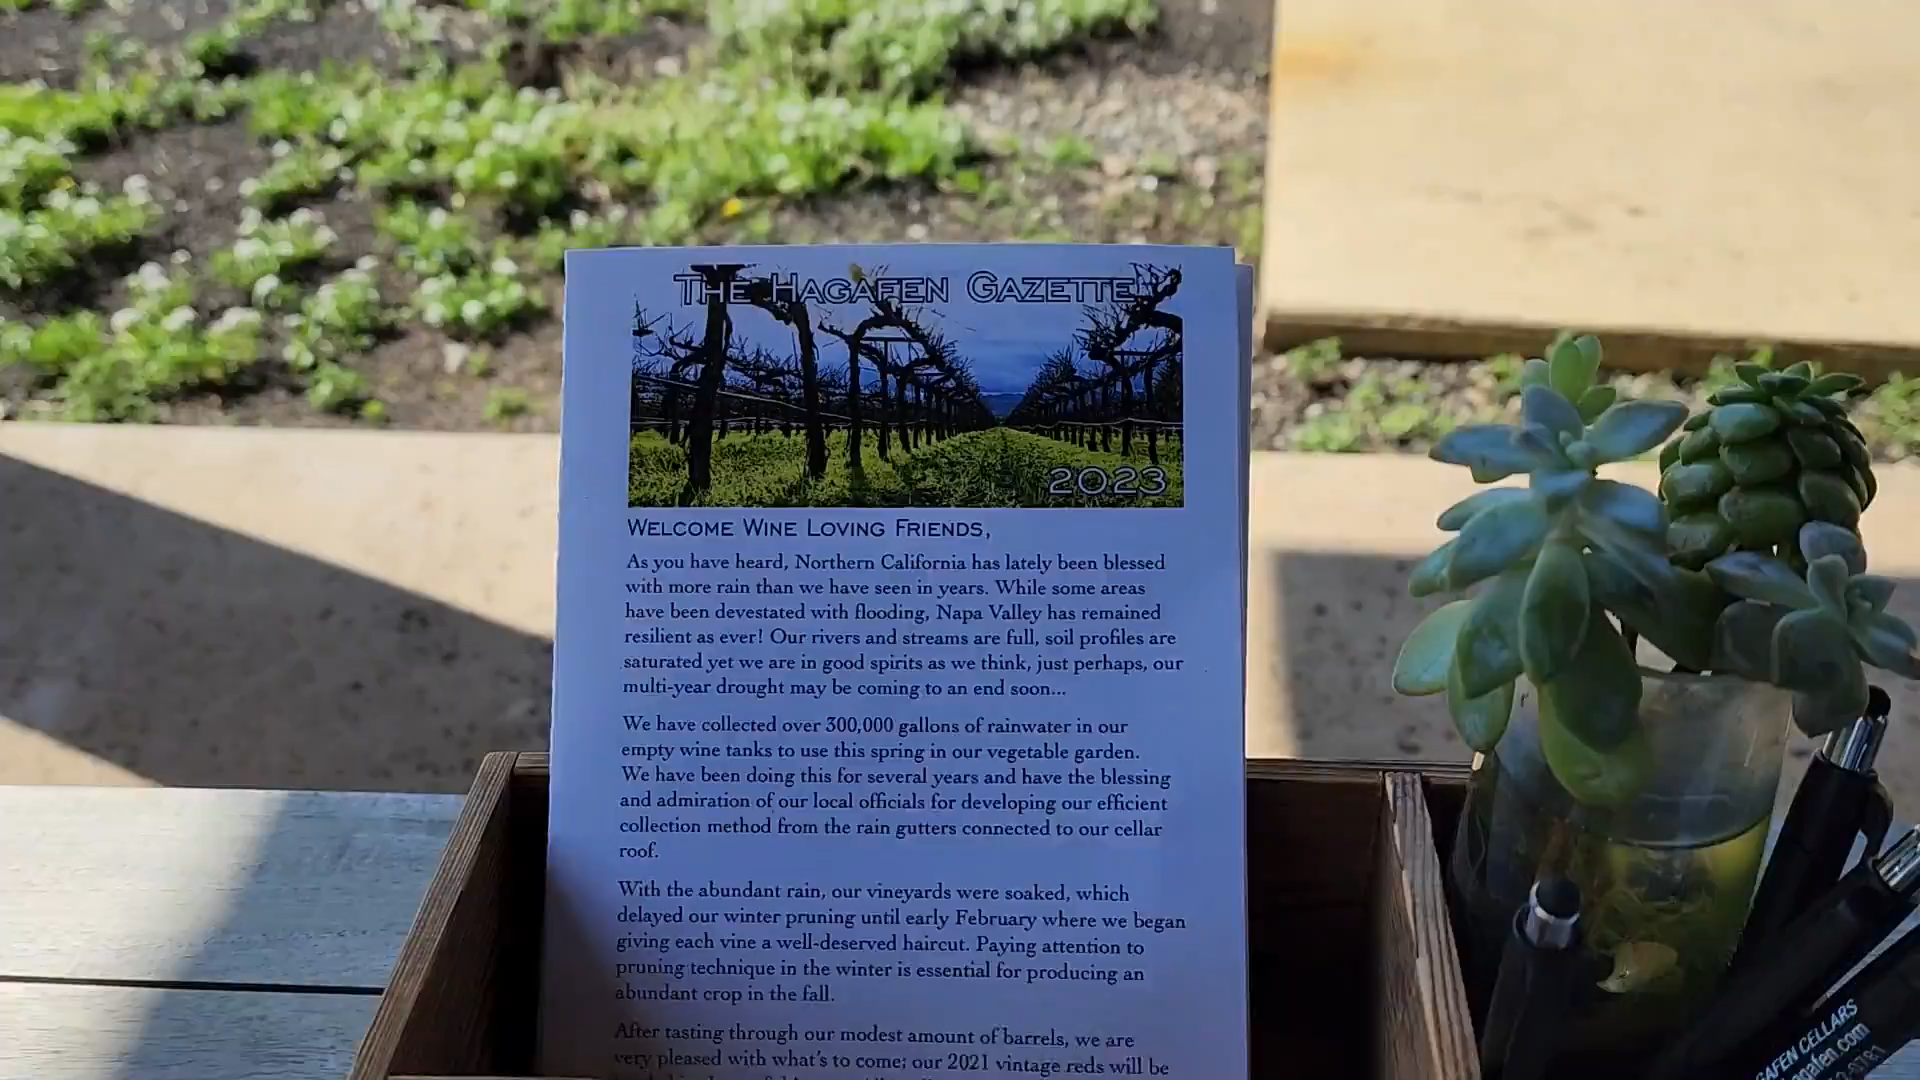 THE HAGAFEN GAZETTE
2023
WELCOME WINE LOVING FRIENDS,
As you have heard, Northern California has lately been blessed
with more rain than we have seen in years. While some areas
have been devestated with flooding, Napa Valley has remained
resilient as ever! Our rivers and streams are full, soil profiles are
saturated yet we are in good spirits as we think, just perhaps, our
multi-year drought may be coming to an end soon...
We have collected over 300,000 gallons of rainwater in our
empty wine tanks to use this spring in our vegetable garden.
We have been doing this for several years and have the blessing
and admiration of our local officials for developing our efficient
collection method from the rain gutters connected to our cellar
roof.
With the abundant rain, our vineyards were soaked, which
delayed our winter pruning until early February where we began
giving each vine a well-deserved haircut. Paying attention to
pruning technique in the winter is essential for producing an
abundant crop in the fall.
After tasting through our modest amount of barrels, we are
very pleased with what's to come; our 2021 vintage reds will be
GAFEN CELLARS
agafen.com